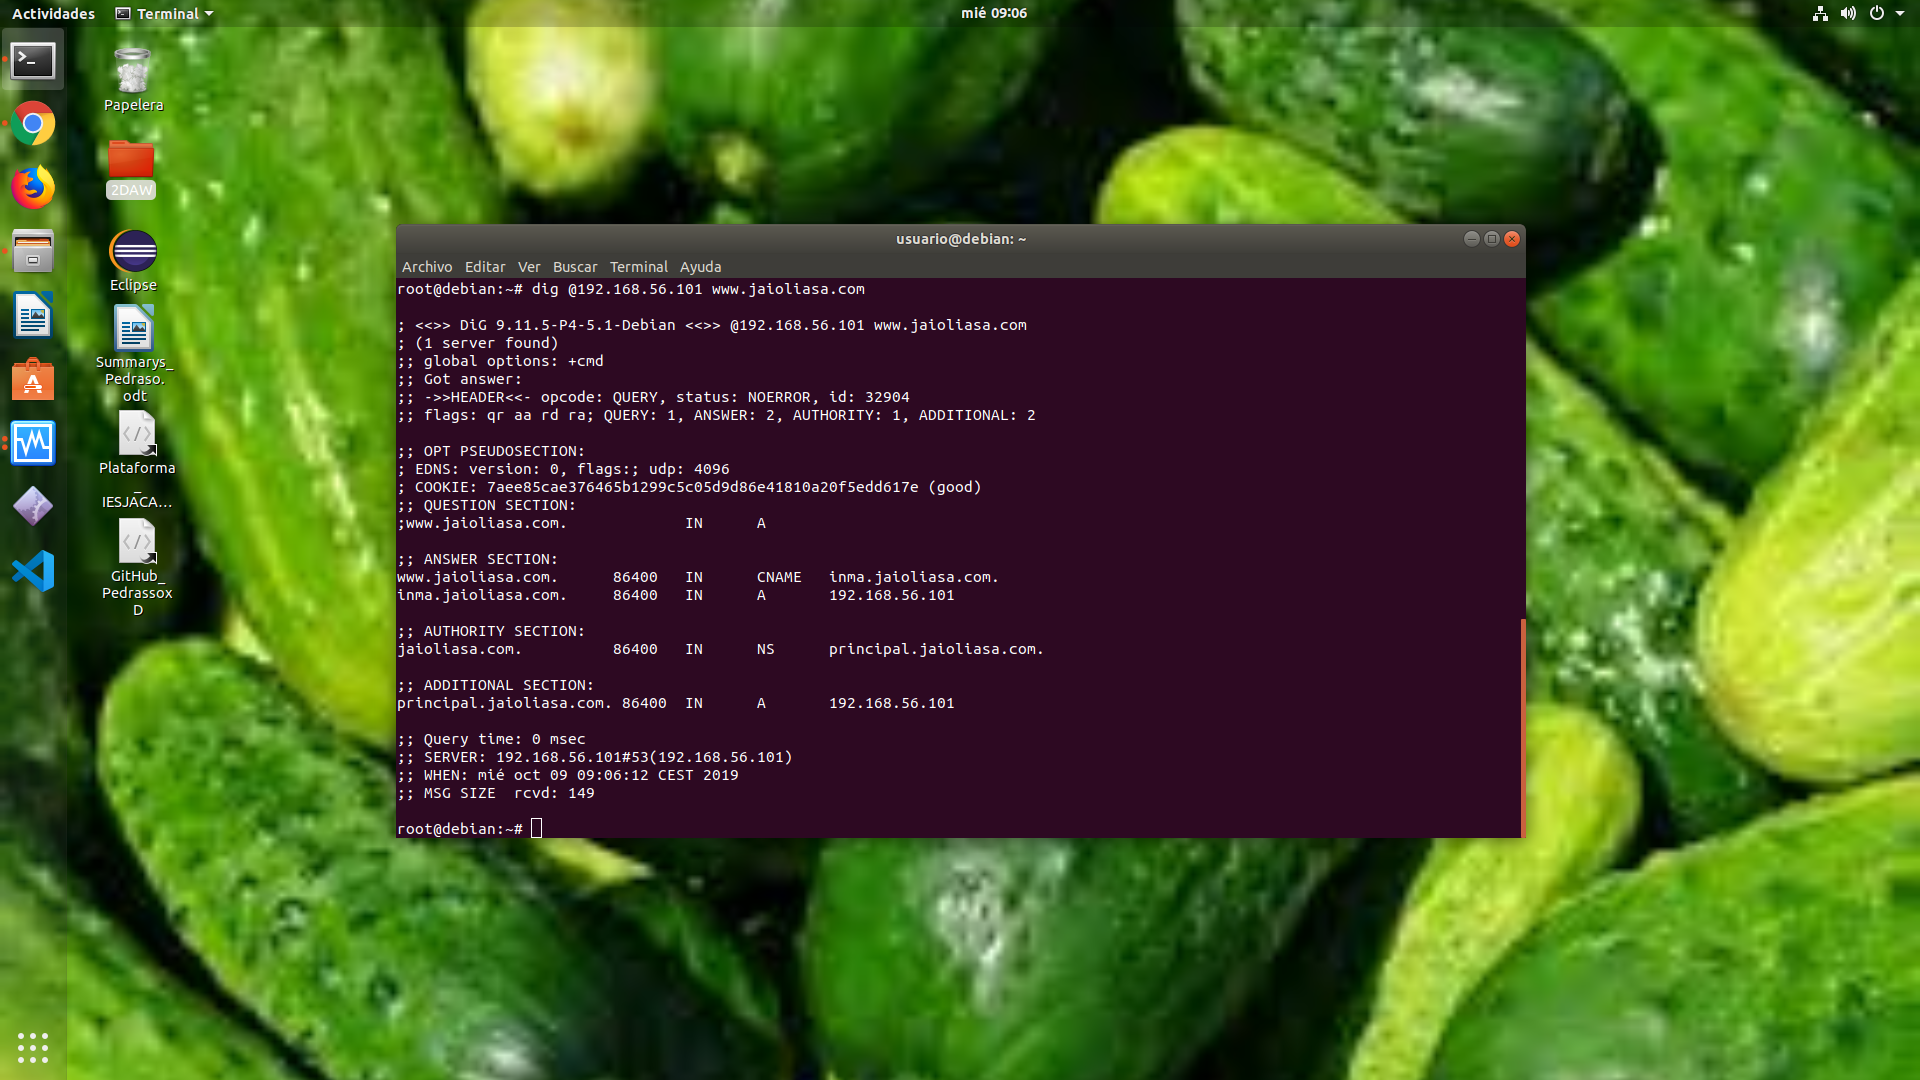 Actividades
Terminal
mié 09:06
Papelera
2DAW
Eclipse
Summarys_
Pedraso.
odt
Plataforma
_
IESJACA...
GitHub_
Pedrassox
D
usuario@debian: ~
Archivo Editar Ver Buscar Terminal Ayuda
root@debian:~# dig @192.168.56.101 www.jaioliasa.com
; <<>> DiG 9.11.5-P4-5.1-Debian <<>> @192.168.56.101 www.jaioliasa.com
; (1 server found)
;; global options: +cmd
;; Got answer:
;; ->>HEADER<<- opcode: QUERY, status: NOERROR, id: 32904
;; flags: qr aa rd ra; QUERY: 1, ANSWER: 2, AUTHORITY: 1, ADDITIONAL: 2
;; OPT PSEUDOSECTION:
; EDNS: version: 0, flags:; udp: 4096
; COOKIE: 7aee85cae376465b1299c5c05d9d86e41810a20f5edd617e (good)
;; QUESTION SECTION:
;www.jaioliasa.com. IN A
;; ANSWER SECTION:
www.jaioliasa.com. 86400 IN CNAME inma.jaioliasa.com.
inma.jaioliasa.com. 86400 IN A 192.168.56.101
;; AUTHORITY SECTION:
jaioliasa.com. 86400 IN NS principal.jaioliasa.com.
;; ADDITIONAL SECTION:
principal.jaioliasa.com. 86400 IN A 192.168.56.101
;; Query time: 0 msec
;; SERVER: 192.168.56.101#53(192.168.56.101)
;; WHEN: mié oct 09 09:06:12 CEST 2019
;; MSG SIZE rcvd: 149
root@debian:~#